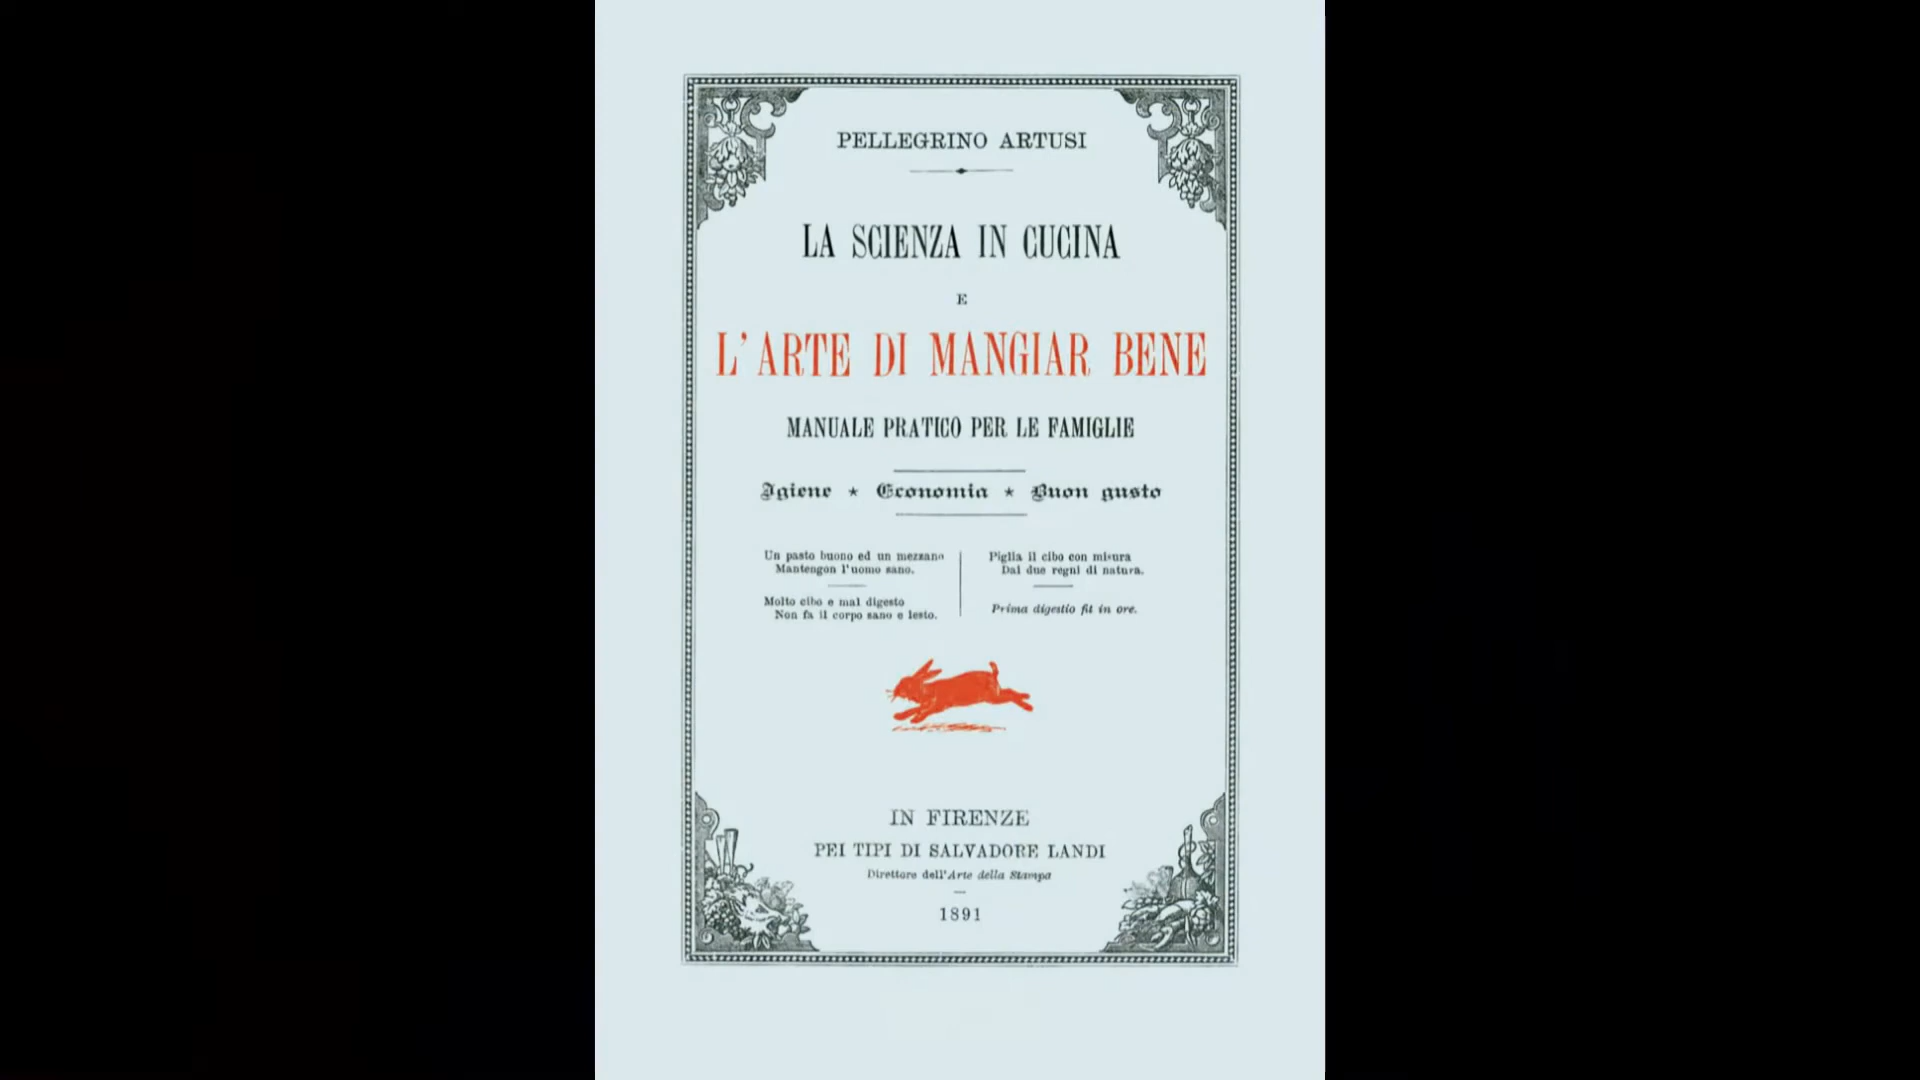 PELLEGRINO ARTUSI
LA SCIENZA IN CUCINA
E
L'ARTE DI MANGIAR BENE
MANUALE PRATICO PER LE FAMIGLIE
Igiene ⋆ Economia ⋆ Buon gusto
Un pasto buono ed un mezzano
Mantengon l'uomo sano.
Molto cibo e mal digesto
Non fa il corpo sano e lesto.
Piglia il cibo con misura
Dai due regni di natura.
Prima digestio fit in ore.
IN FIRENZE
PEI TIPI DI SALVADORE LANDI
Direttore dell'Arte della Stampa
1891